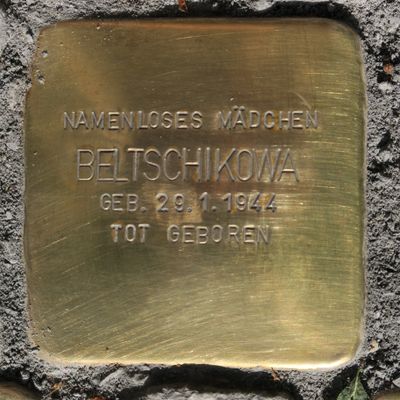 NAMENLOSES MÄDCHEN
BELTSCHIKOWA
GEB. 29.1.1944
TOT GEBOREN